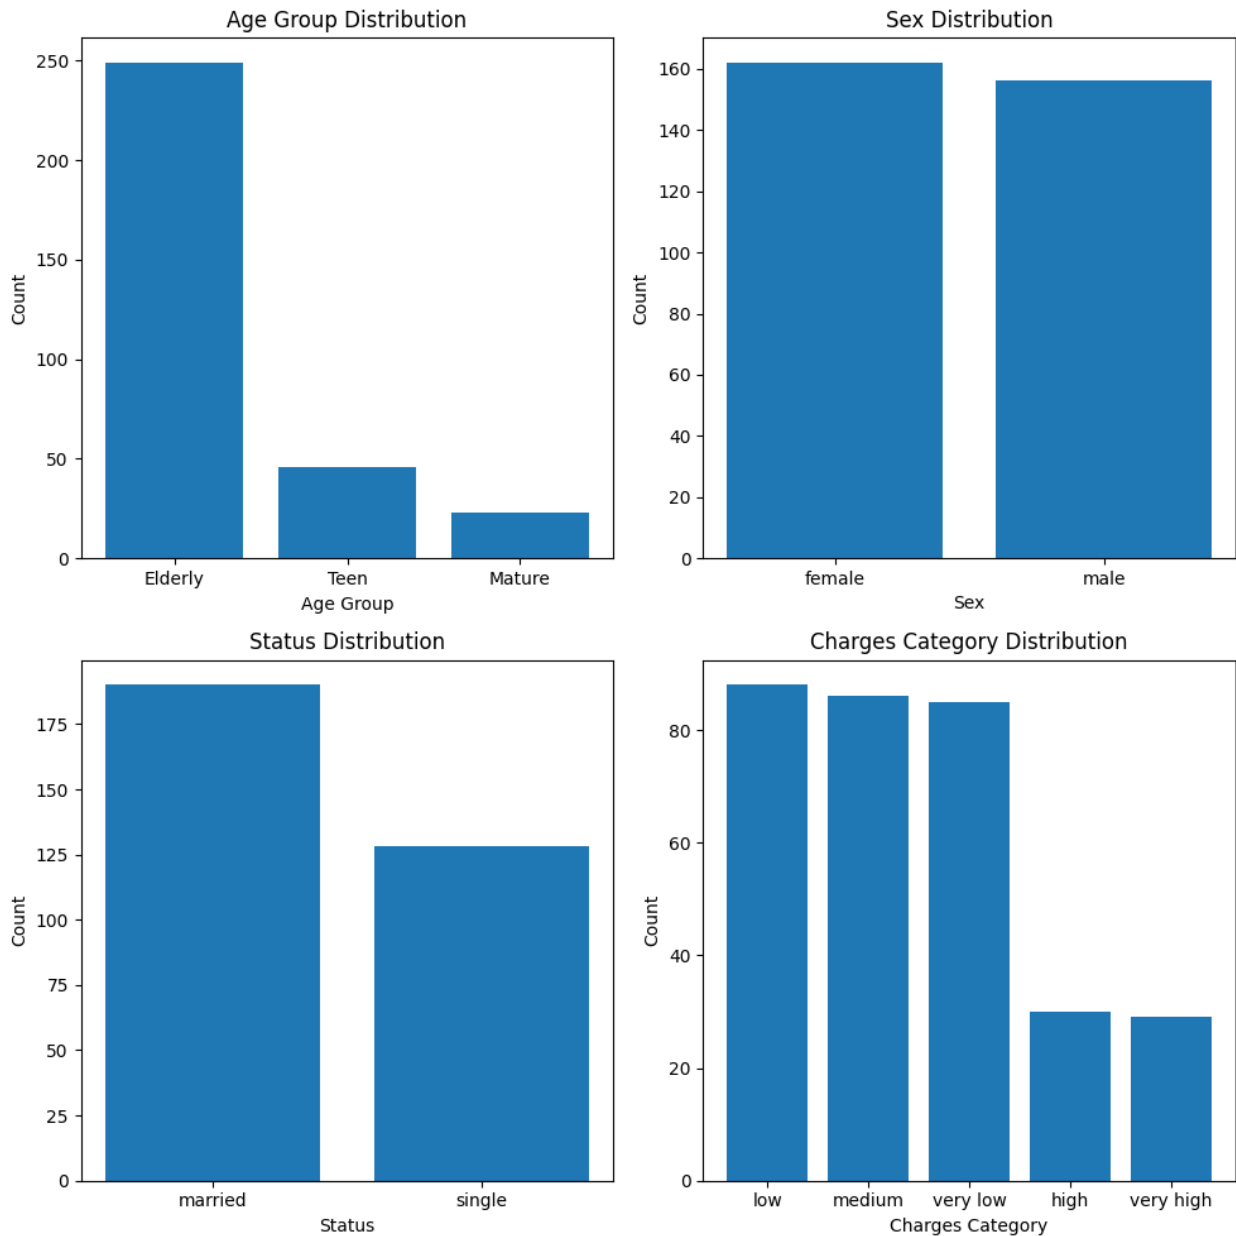 Age Group Distribution
250
200
150
100
50
0
Count
Elderly Teen Mature
Age Group
Sex Distribution
160
140
120
100
80
60
40
20
0
Count
female male
Sex
Status Distribution
175
150
125
100
75
50
25
0
Count
married single
Status
Charges Category Distribution
80
60
40
20
0
Count
low medium very low high very high
Charges Category